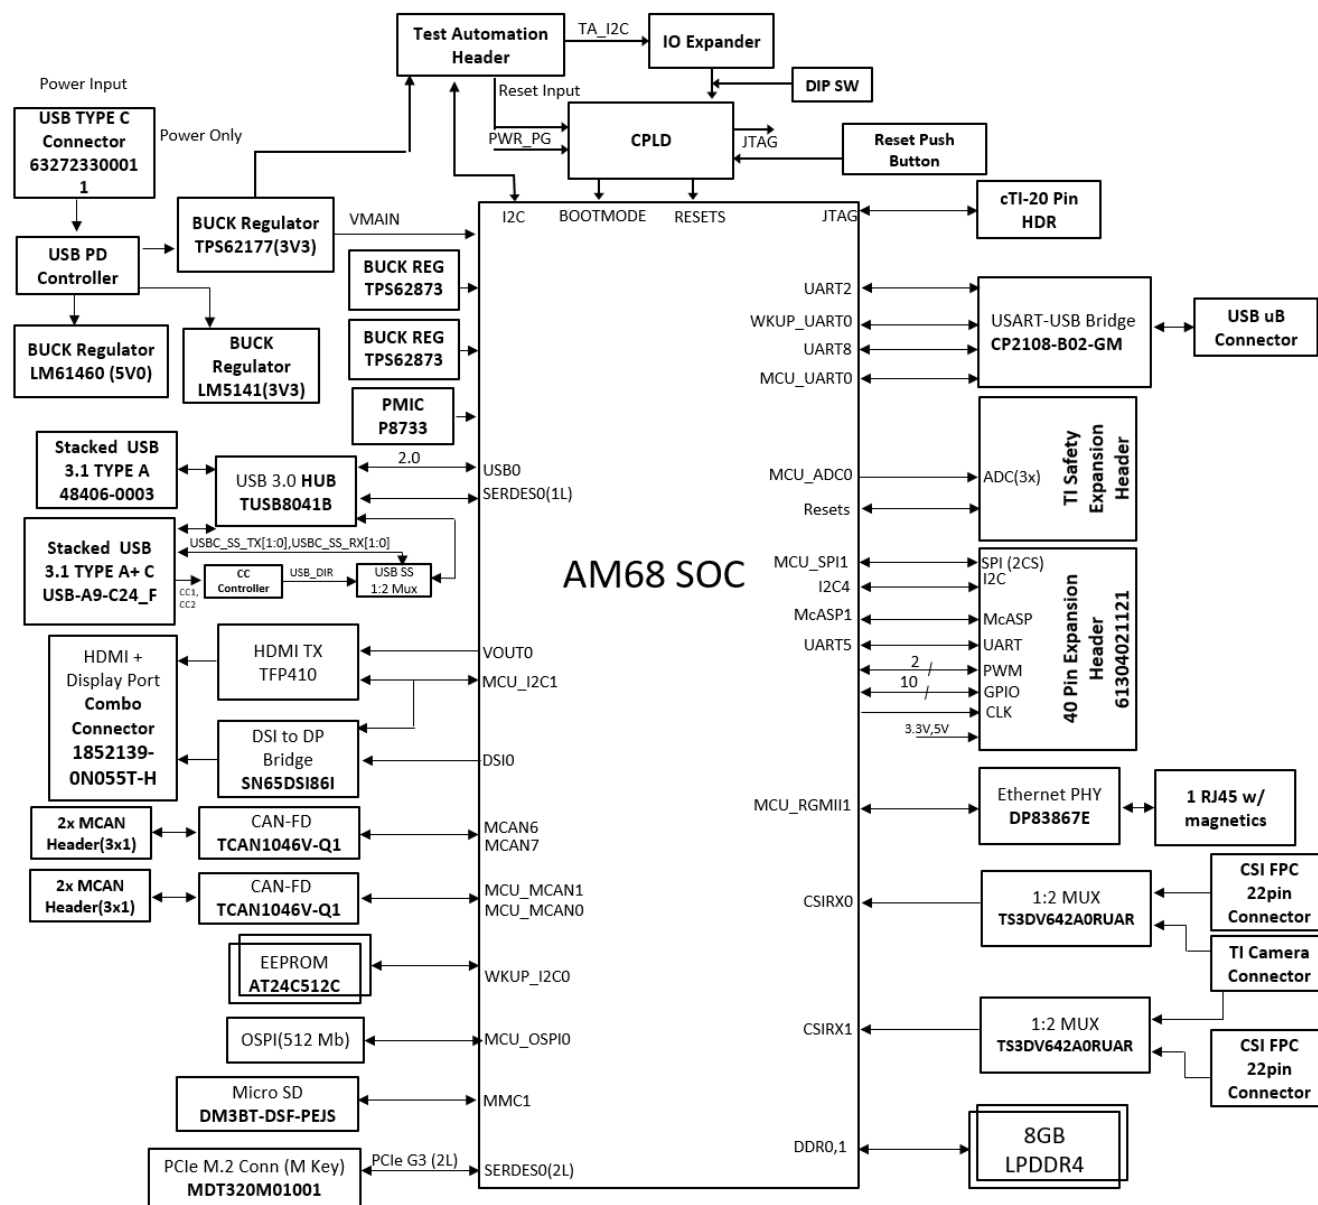 Test Automation
Header
TA_I2C
IO Expander
DIP SW
Power Input
USB TYPE C
Connector
63272330001
1
Power Only
Reset Input
PWR_PG
CPLD
JTAG
Reset Push
Button
BUCK Regulator
TPS62177(3V3)
VMAIN
I2C
BOOTMODE
RESETS
JTAG
cTI-20 Pin
HDR
USB PD
Controller
BUCK REG
TPS62873
BUCK Regulator
LM61460 (5V0)
BUCK
Regulator
LM5141(3V3)
BUCK REG
TPS62873
PMIC
P8733
UART2
WKUP_UART0
UART8
MCU_UART0
USART-USB Bridge
CP2108-B02-GM
USB uB
Connector
Stacked USB
3.1 TYPE A
48406-0003
USB 3.0 HUB
TUSB8041B
2.0
USB0
SERDES0(1L)
MCU_ADC0
ADC(3x)
Resets
TI Safety
Expansion
Header
Stacked USB
3.1 TYPE A+ C
USB-A9-C24_F
USBC_SS_TX[1:0],USBC_SS_RX[1:0]
CC1,
CC2
CC
Controller
USB_DIR
USB SS
1:2 Mux
AM68 SOC
MCU_SPI1
I2C4
McASP1
UART5
2
10
3.3V,5V
SPI (2CS)
I2C
McASP
UART
PWM
GPIO
CLK
40 Pin Expansion
Header
61304021121
HDMI +
Display Port
Combo
Connector
1852139-
0N055T-H
HDMI TX
TFP410
VOUT0
MCU_I2C1
DSI to DP
Bridge
SN65DSI86I
DSI0
2x MCAN
Header(3x1)
CAN-FD
TCAN1046V-Q1
MCAN6
MCAN7
MCU_RGMII1
Ethernet PHY
DP83867E
1 RJ45 w/
magnetics
2x MCAN
Header(3x1)
CAN-FD
TCAN1046V-Q1
MCU_MCAN1
MCU_MCAN0
CSIRX0
1:2 MUX
TS3DV642A0RUAR
CSI FPC
22pin
Connector
TI Camera
Connector
EEPROM
AT24C512C
WKUP_I2C0
OSPI(512 Mb)
MCU_OSPI0
CSIRX1
1:2 MUX
TS3DV642A0RUAR
CSI FPC
22pin
Connector
Micro SD
DM3BT-DSF-PEJS
MMC1
PCIe M.2 Conn (M Key)
MDT320M01001
PCIe G3 (2L)
SERDES0(2L)
DDR0,1
8GB
LPDDR4